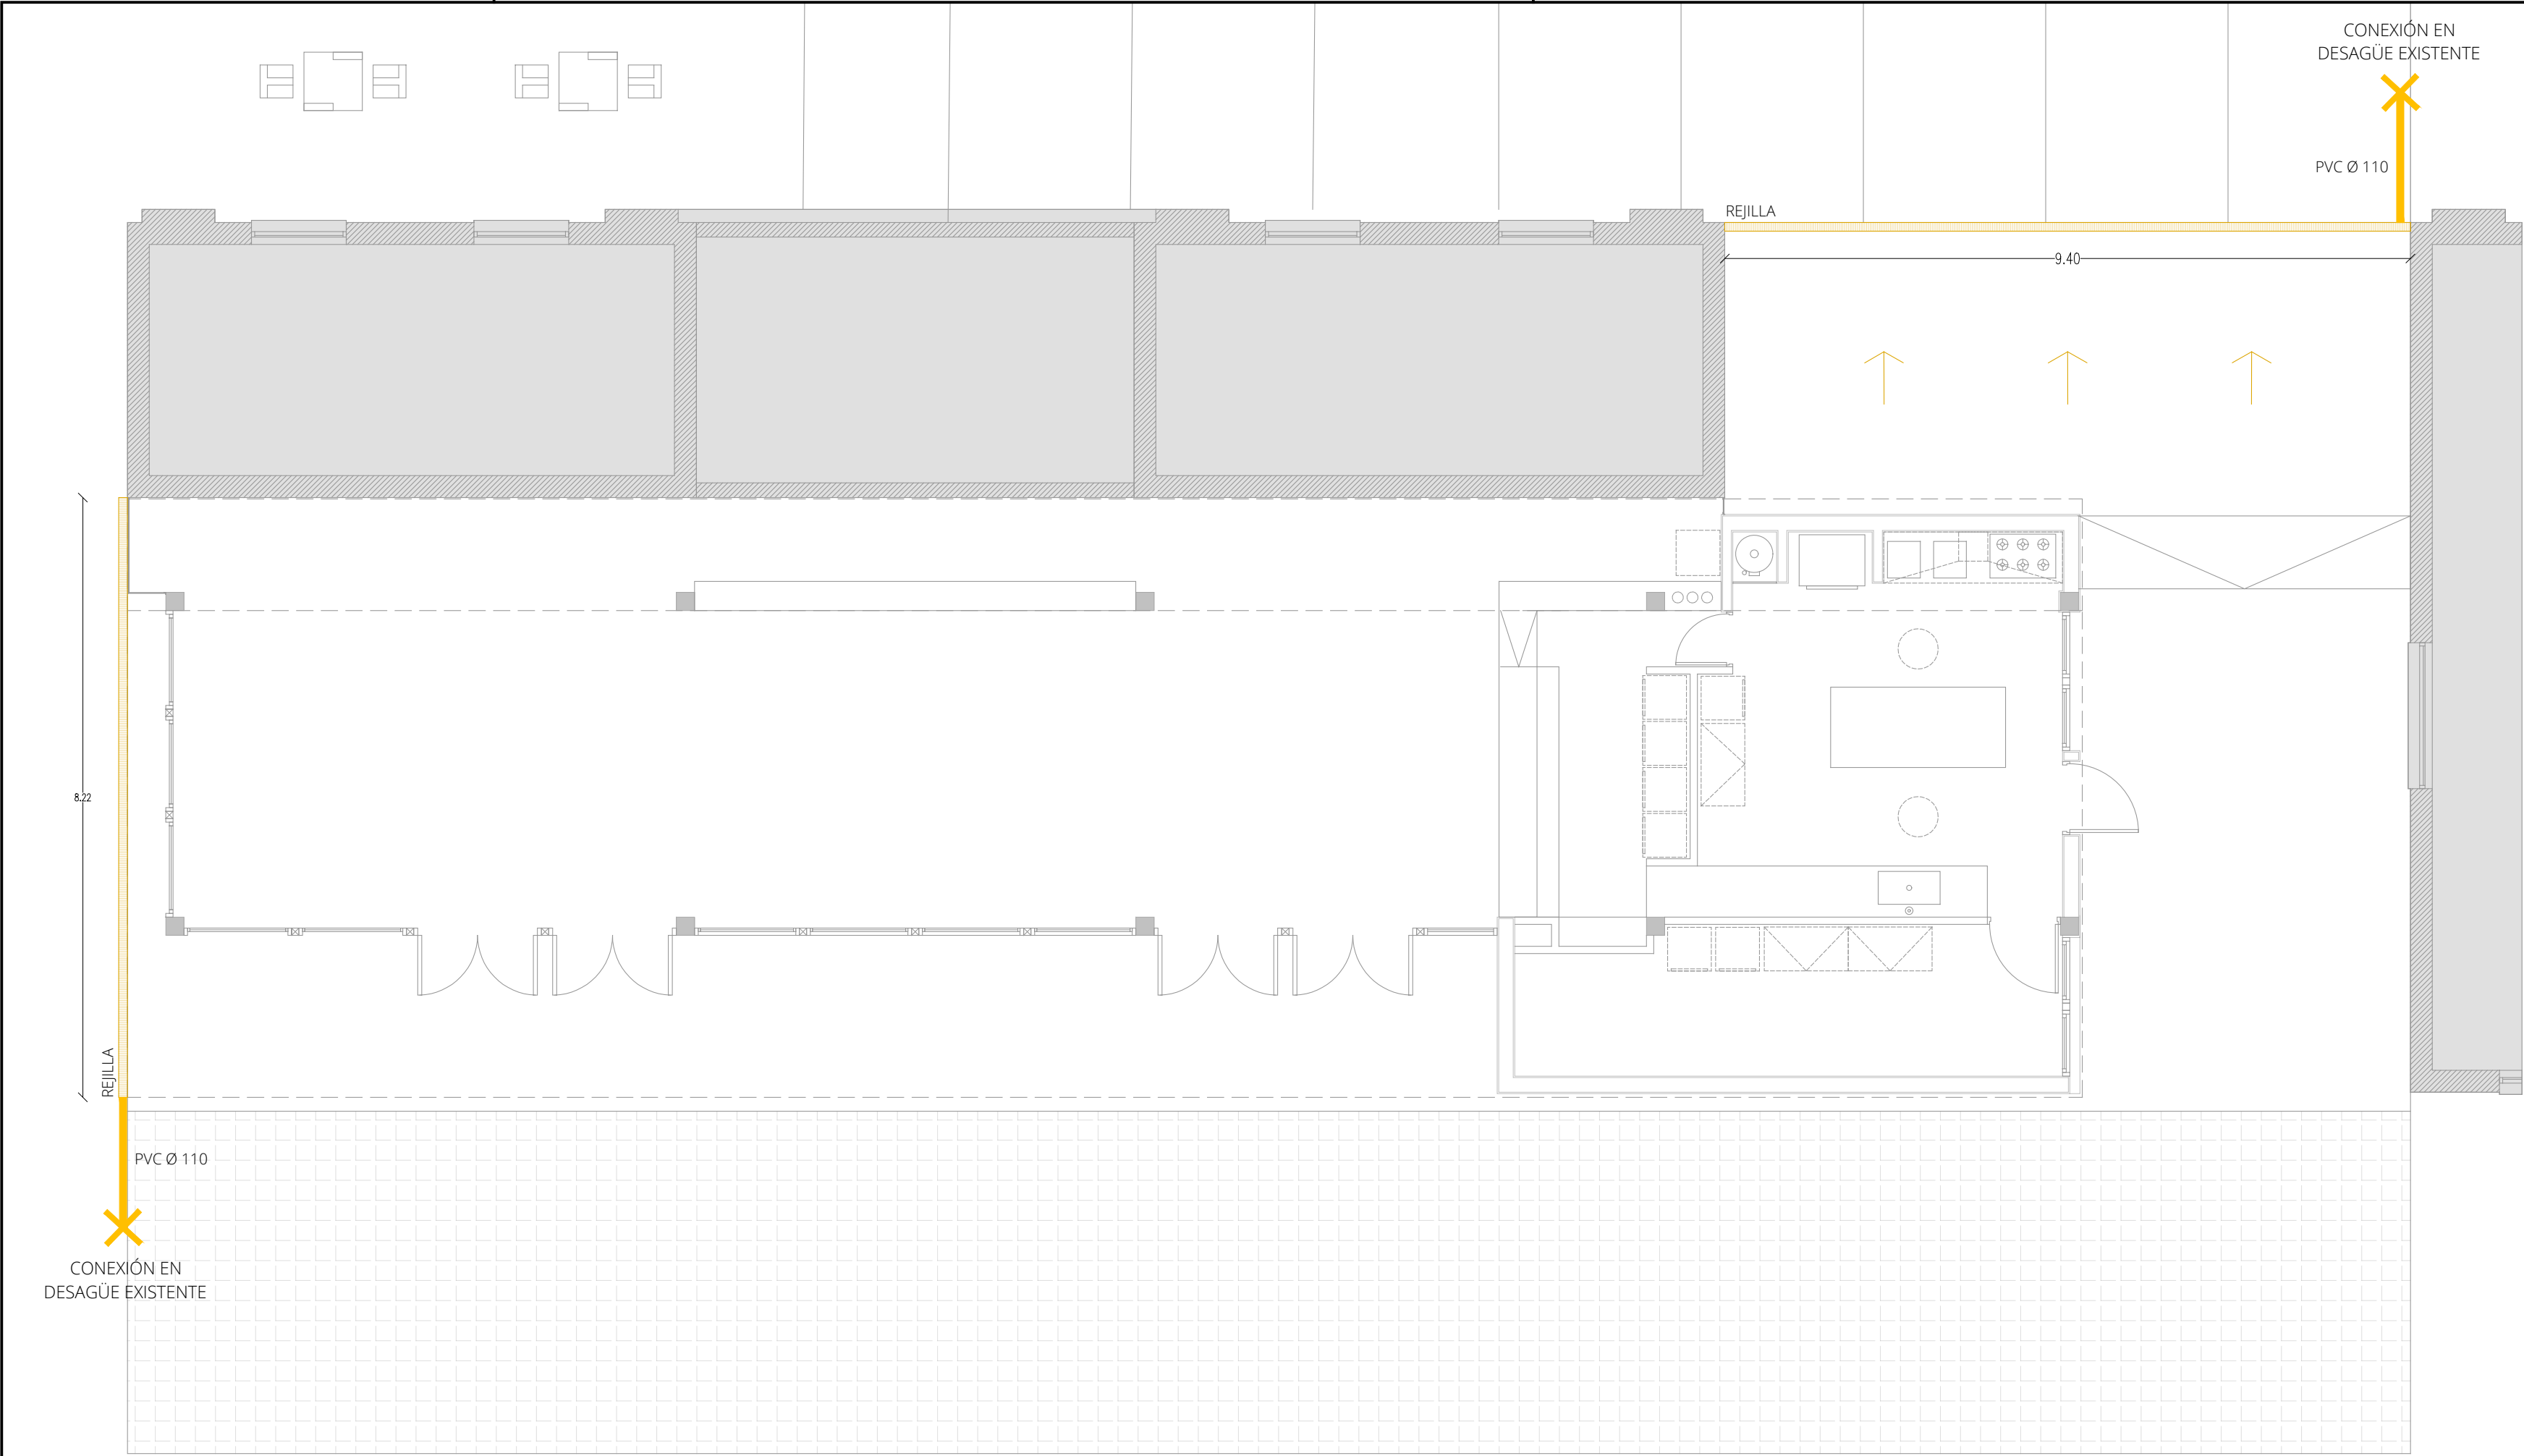 CONEXIÓN EN
DESAGÜE EXISTENTE
PVC Ø 110
REJILLA
9.40
8.22
REJILLA
PVC Ø 110
CONEXIÓN EN
DESAGÜE EXISTENTE